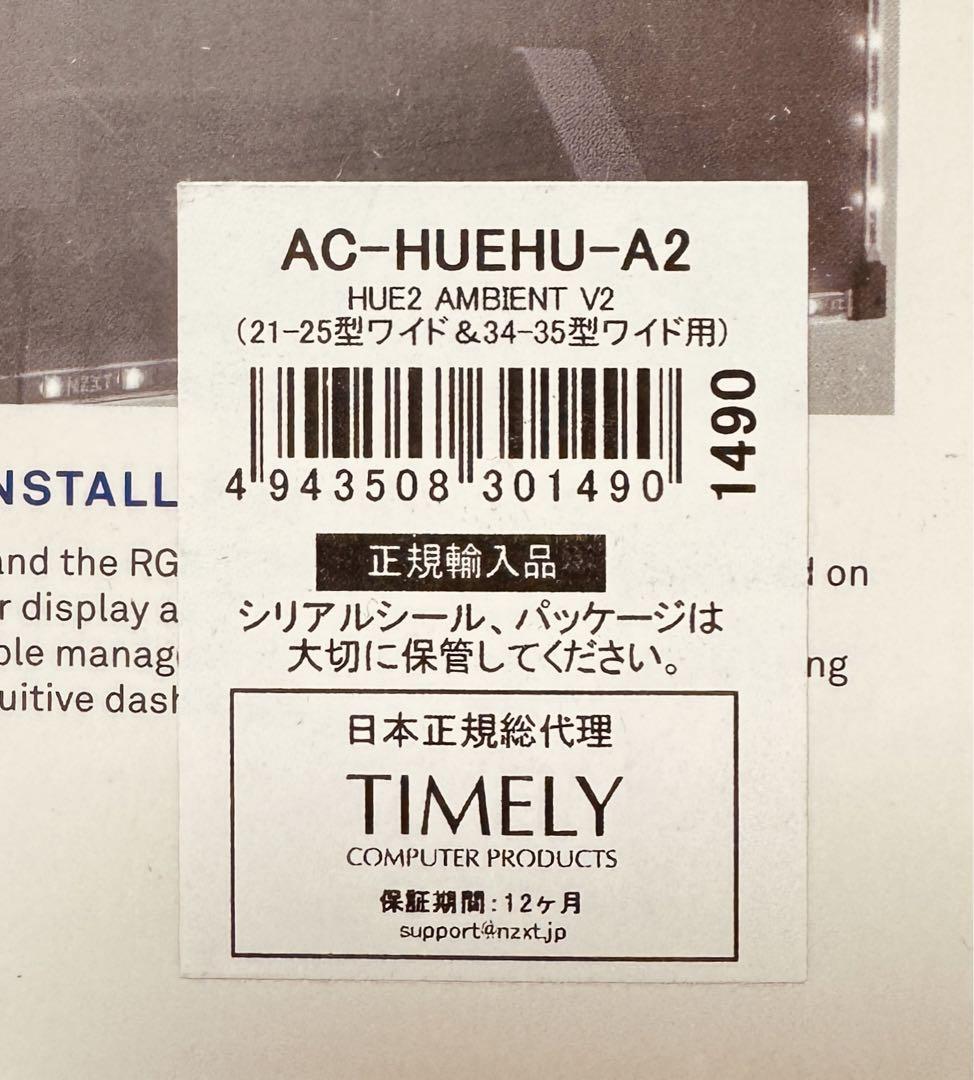 AC-HUEHU-A2
HUE2 AMBIENT V2
(21-25型ワイド&34-35型ワイド用)
4 943508 301490
1490
正規輸入品
シリアルシール、パッケージは
大切に保管してください。
日本正規総代理
TIMELY
COMPUTER PRODUCTS
保証期間:12ヶ月
support@nzxt.jp
NZXT
NSTALL
and the RG
on
r display a
ble manag
ng
uitive dash